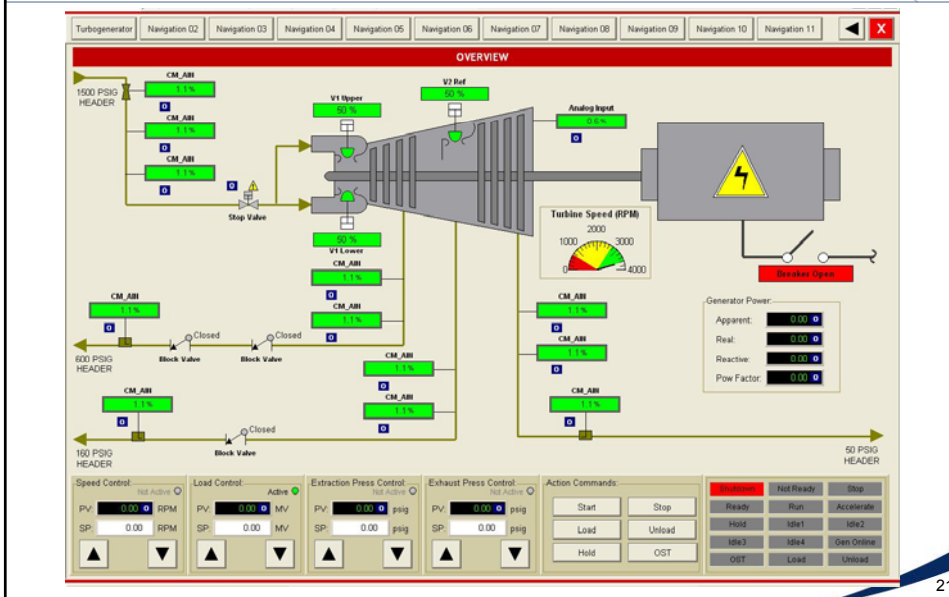 Turbogenerator
Navigation 02
Navigation 03
Navigation 04
Navigation 05
Navigation 06
Navigation 07
Navigation 08
Navigation 09
Navigation 10
Navigation 11
X
OVERVIEW
1500 PSIG
HEADER
CM_AIN
1.1 %
O
CM_AIN
1.1 %
O
CM_AIN
1.1 %
O
O
Stop Valve
V1 Upper
50 %
V2 Ref
50 %
Analog Input
0.6 %
O
50 %
V1 Lower
Turbine Speed (RPM)
2000
1000
3000
0
4000
Breaker Open
CM_AIN
1.1 %
O
CM_AIN
1.1 %
O
CM_AIN
1.1 %
O
Closed
Block Valve
Closed
Block Valve
600 PSIG
HEADER
CM_AIN
1.1 %
O
CM_AIN
1.1 %
O
CM_AIN
1.1 %
O
Closed
Block Valve
160 PSIG
HEADER
CM_AIN
1.1 %
O
CM_AIN
1.1 %
O
CM_AIN
1.1 %
O
50 PSIG
HEADER
Generator Power:
Apparent: 0.00 O
Real: 0.00 O
Reactive: 0.00 O
Pow Factor: 0.00 O
Speed Control:
Not Active
PV: 0.00 O RPM
SP: 0.00 RPM
Load Control:
Active
PV: 0.00 O MV
SP: 0.00 MV
Extraction Press Control:
Not Active
PV: 0.00 O psig
SP: 0.00 psig
Exhaust Press Control:
Not Active
PV: 0.00 O psig
SP: 0.00 psig
Action Commands:
Start Stop
Load Unload
Hold OST
Shutdown Not Ready Stop
Ready Run Accelerate
Hold Idle1 Idle2
Idle3 Idle4 Gen Online
OST Load Unload
21